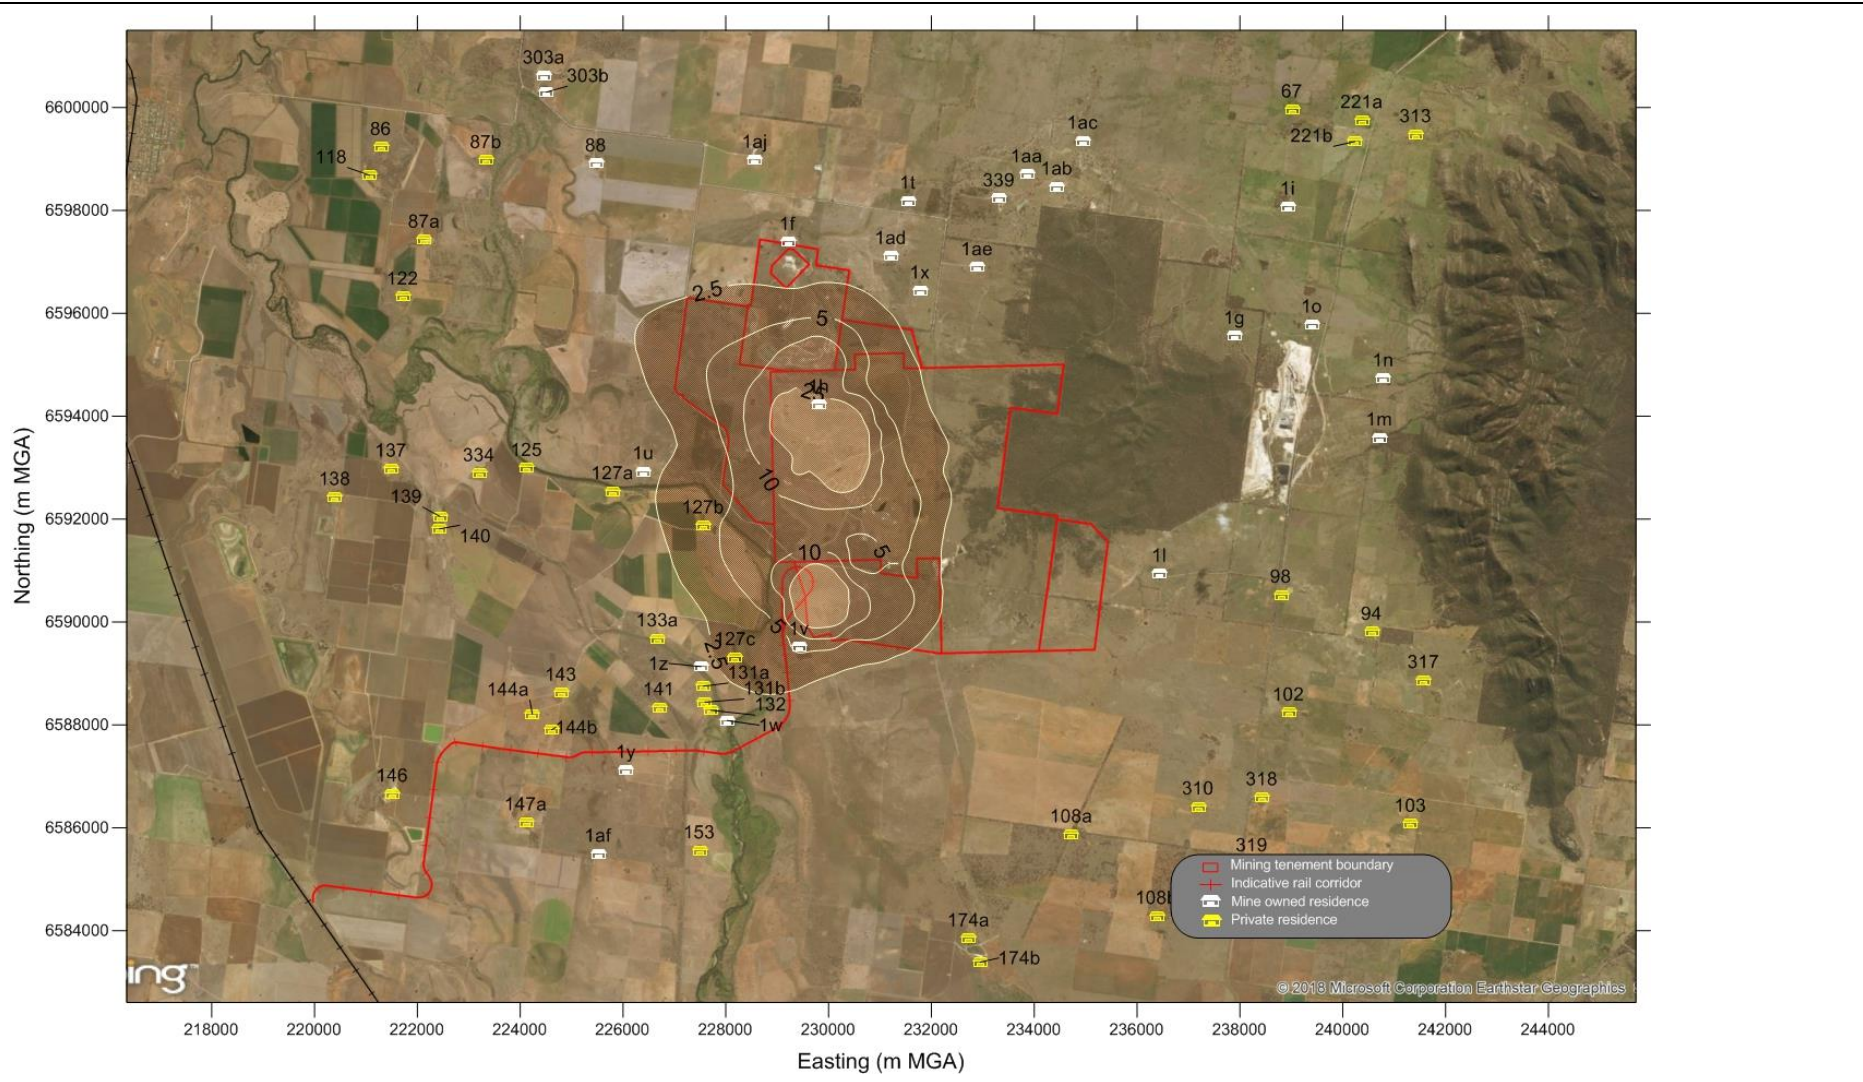 303a
303b
6600000
67
221a
313
221b
86
87b
88
1aj
1ac
118
1aa
1ab
339
1t
1i
6598000
87a
1f
1ad
1ae
122
1x
2.5
6596000
5
1g
1o
1n
25
1h
6594000
1m
137
334
125
1u
138
127a
10
139
127b
6592000
140
10
5
1l
98
6590000
133a
5
1v
94
127c
2.5
1z
131a
317
143
131b
144a
141
132
102
6588000
144b
1w
1y
146
310
318
147a
108a
103
6586000
1af
153
319
Mining tenement boundary
Indicative rail corridor
Mine owned residence
Private residence
108b
174a
6584000
174b
ing
© 2018 Microsoft Corporation Earthstar Geographics
218000 220000 222000 224000 226000 228000 230000 232000 234000 236000 238000 240000 242000 244000
Easting (m MGA)
Northing (m MGA)